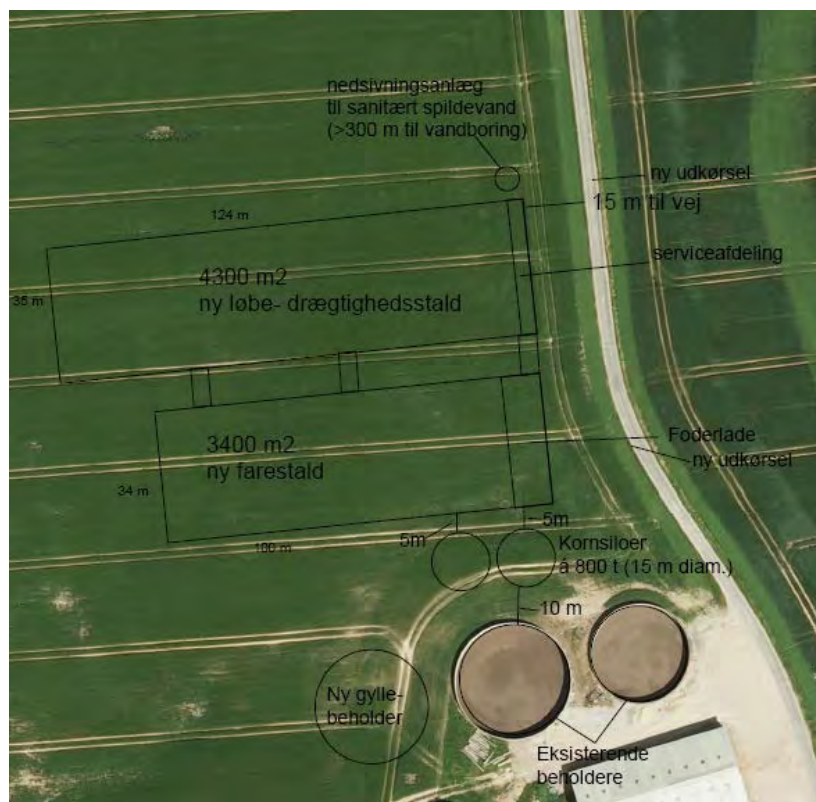 nedsivningsanlæg
til sanitært spildevand
(>300 m til vandboring)
ny udkørsel
124 m
15 m til vej
serviceafdeling
4300 m2
ny løbe- drægtighedsstald
35 m
3400 m2
ny farestald
Foderlade
ny udkørsel
34 m
100 m
5m
5m
Kornsiloer
á 800 t (15 m diam.)
10 m
Ny gylle-
beholder
Eksisterende
beholdere